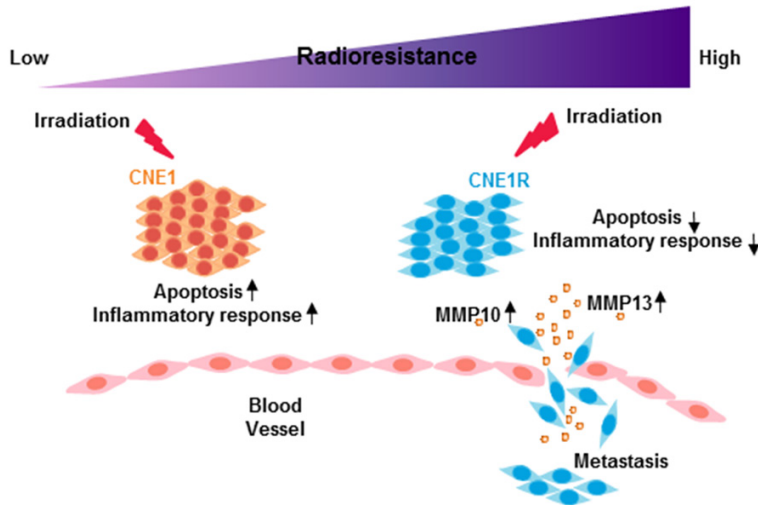 Radioresistance
Low
High
Irradiation
Irradiation
CNE1
CNE1R
Apoptosis ↓
Inflammatory response ↓
Apoptosis ↑
Inflammatory response ↑
MMP10 ↑
MMP13 ↑
Blood
Vessel
Metastasis